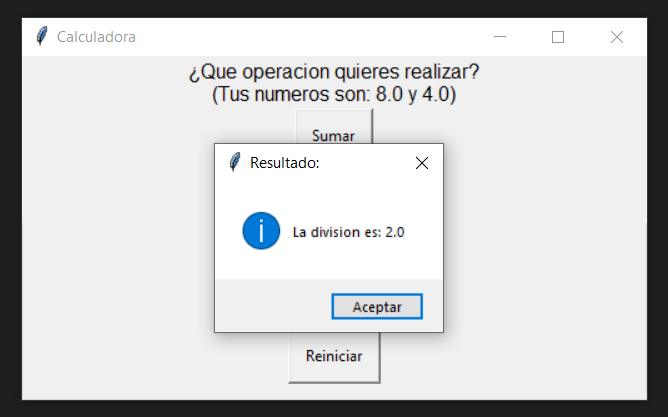 Calculadora
¿Que operacion quieres realizar?
(Tus numeros son: 8.0 y 4.0)
Sumar
Resultado:
La division es: 2.0
Aceptar
Reiniciar